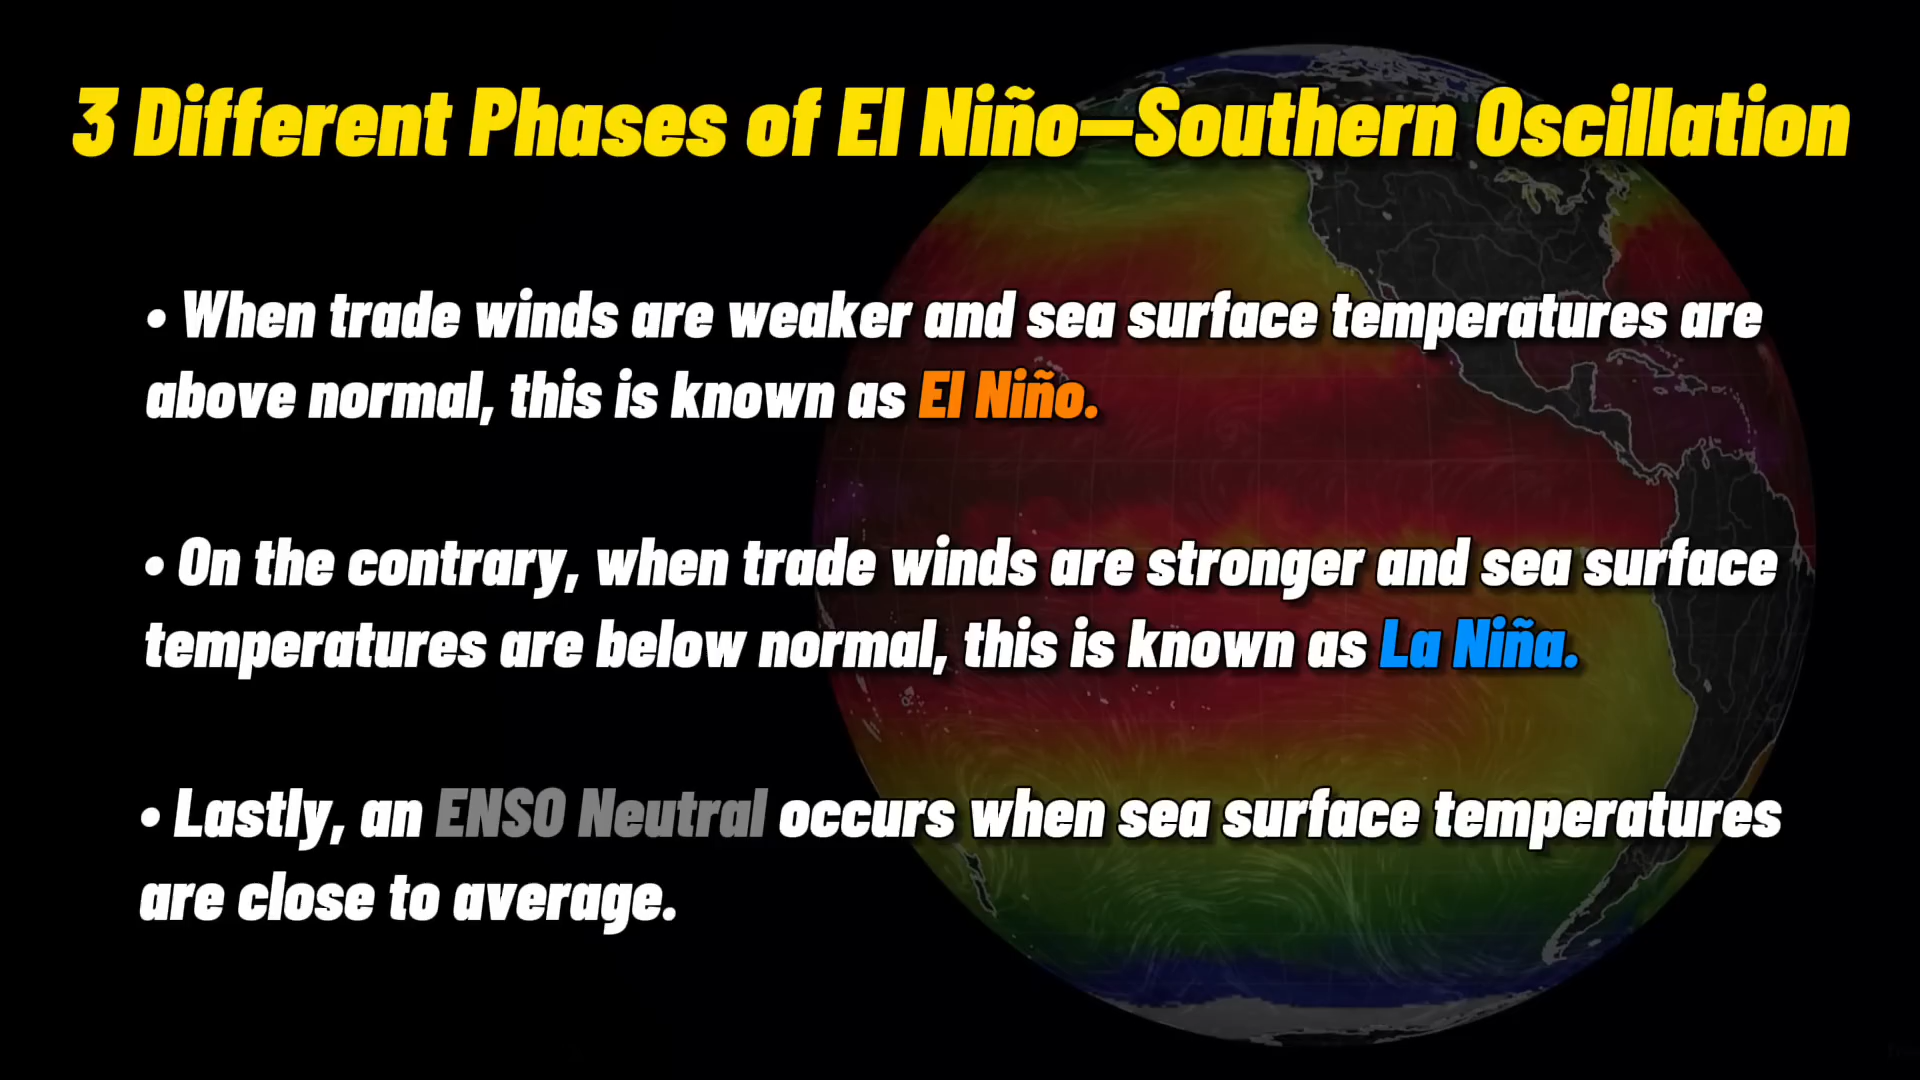 3 Different Phases of El Niño—Southern Oscillation
• When trade winds are weaker and sea surface temperatures are
above normal, this is known as El Niño.
• On the contrary, when trade winds are stronger and sea surface
temperatures are below normal, this is known as La Niña.
• Lastly, an ENSO Neutral occurs when sea surface temperatures
are close to average.